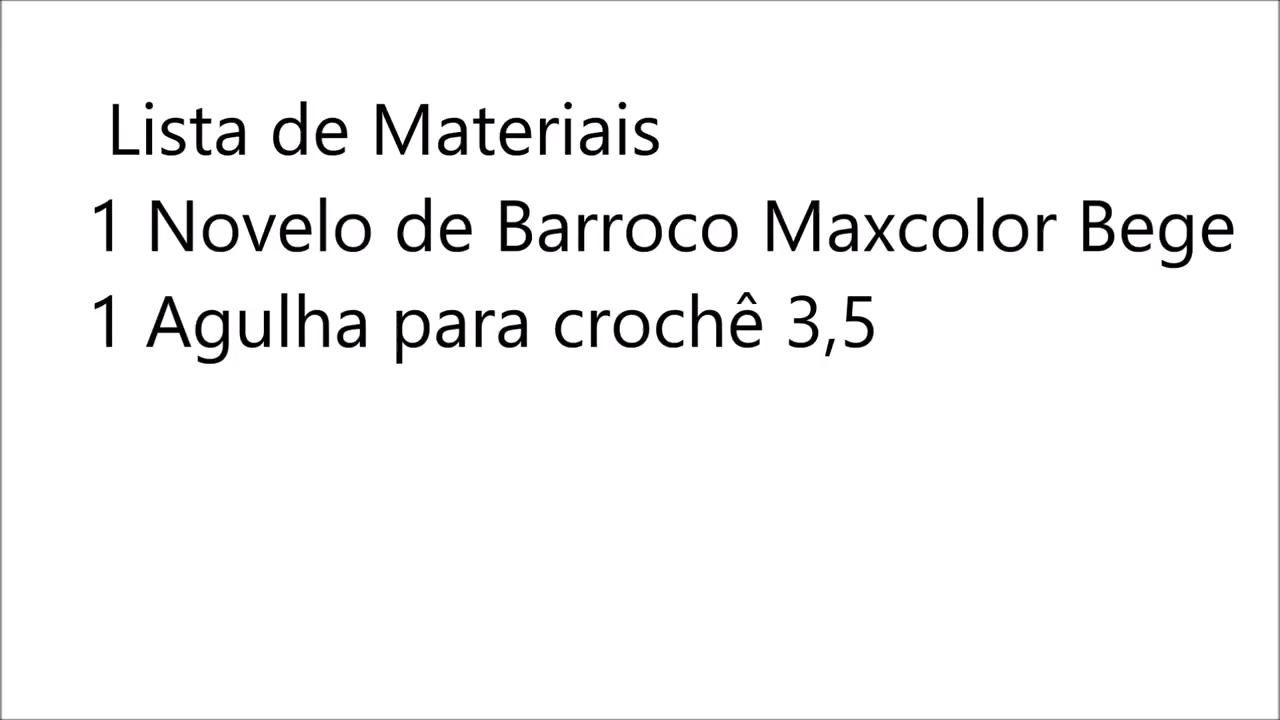 Lista de Materiais
1 Novelo de Barroco Maxcolor Bege
1 Agulha para crochê 3,5